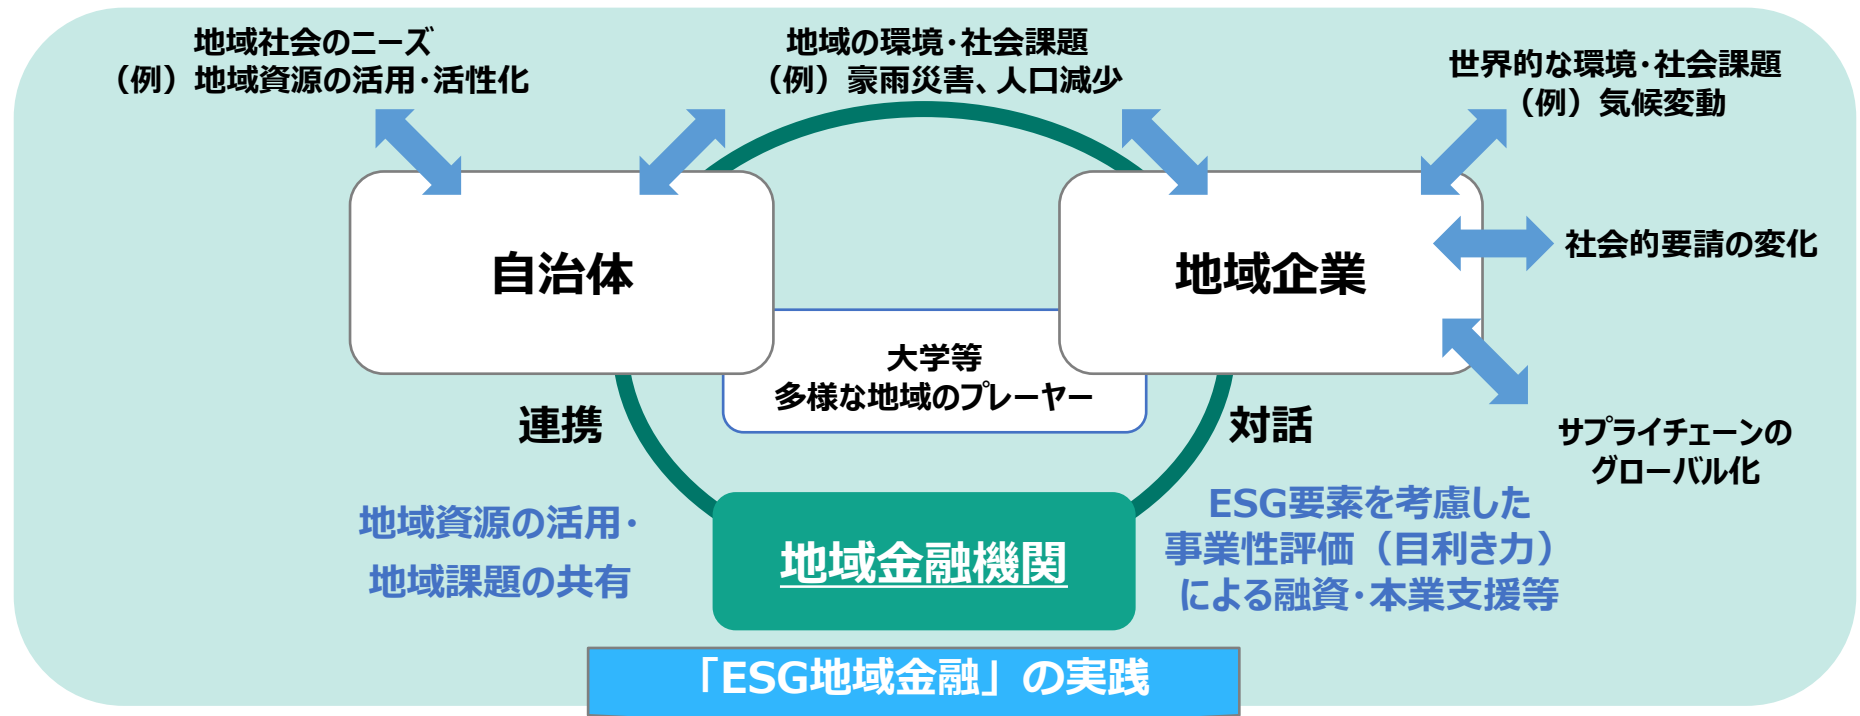 地域社会のニーズ
（例）地域資源の活用・活性化
地域の環境・社会課題
（例）豪雨災害、人口減少
世界的な環境・社会課題
（例）気候変動
自治体
地域企業
社会的要請の変化
大学等
多様な地域のプレーヤー
連携
対話
サプライチェーンの
グローバル化
地域資源の活用・
地域課題の共有
地域金融機関
ESG要素を考慮した
事業性評価（目利き力）
による融資・本業支援等
「ESG地域金融」の実践